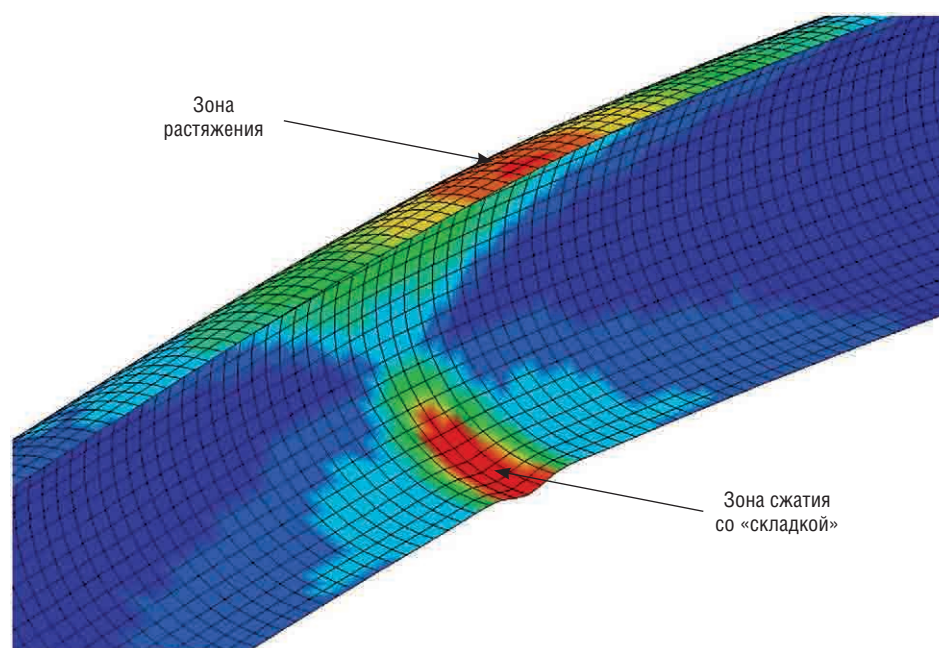 Зона
растяжения
Зона сжатия
со «складкой»